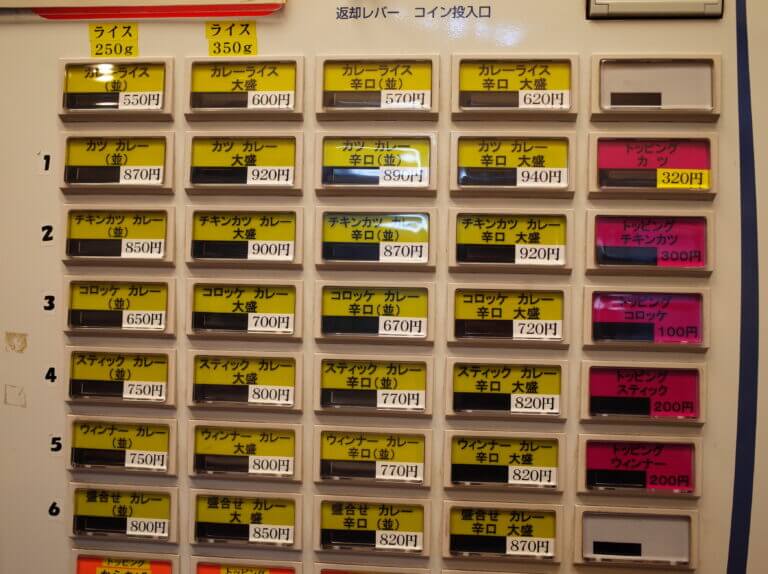 返却レバー コイン投入口
ライス
250g
ライス
350g
カレーライス
(並)
550円
カレーライス
大盛
600円
カレーライス
辛口(並)
570円
カレーライス
辛口 大盛
620円
1
カツ カレー
(並)
870円
カツ カレー
大盛
920円
カツ カレー
辛口(並)
890円
カツ カレー
辛口 大盛
940円
トッピング
カツ
320円
2
チキンカツ カレー
(並)
850円
チキンカツ カレー
大盛
900円
チキンカツ カレー
辛口(並)
870円
チキンカツ カレー
辛口 大盛
920円
トッピング
チキンカツ
300円
3
コロッケ カレー
(並)
650円
コロッケ カレー
大盛
700円
コロッケ カレー
辛口(並)
670円
コロッケ カレー
辛口 大盛
720円
トッピング
コロッケ
100円
4
スティック カレー
(並)
750円
スティック カレー
大盛
800円
スティック カレー
辛口(並)
770円
スティック カレー
辛口 大盛
820円
トッピング
スティック
200円
5
ウィンナー カレー
(並)
750円
ウィンナー カレー
大盛
800円
ウィンナー カレー
辛口(並)
770円
ウィンナー カレー
辛口 大盛
820円
トッピング
ウィンナー
200円
6
盛合せ カレー
(並)
800円
盛合せ カレー
大盛
850円
盛合せ カレー
辛口(並)
820円
盛合せ カレー
辛口 大盛
870円
トッピング
トッピング